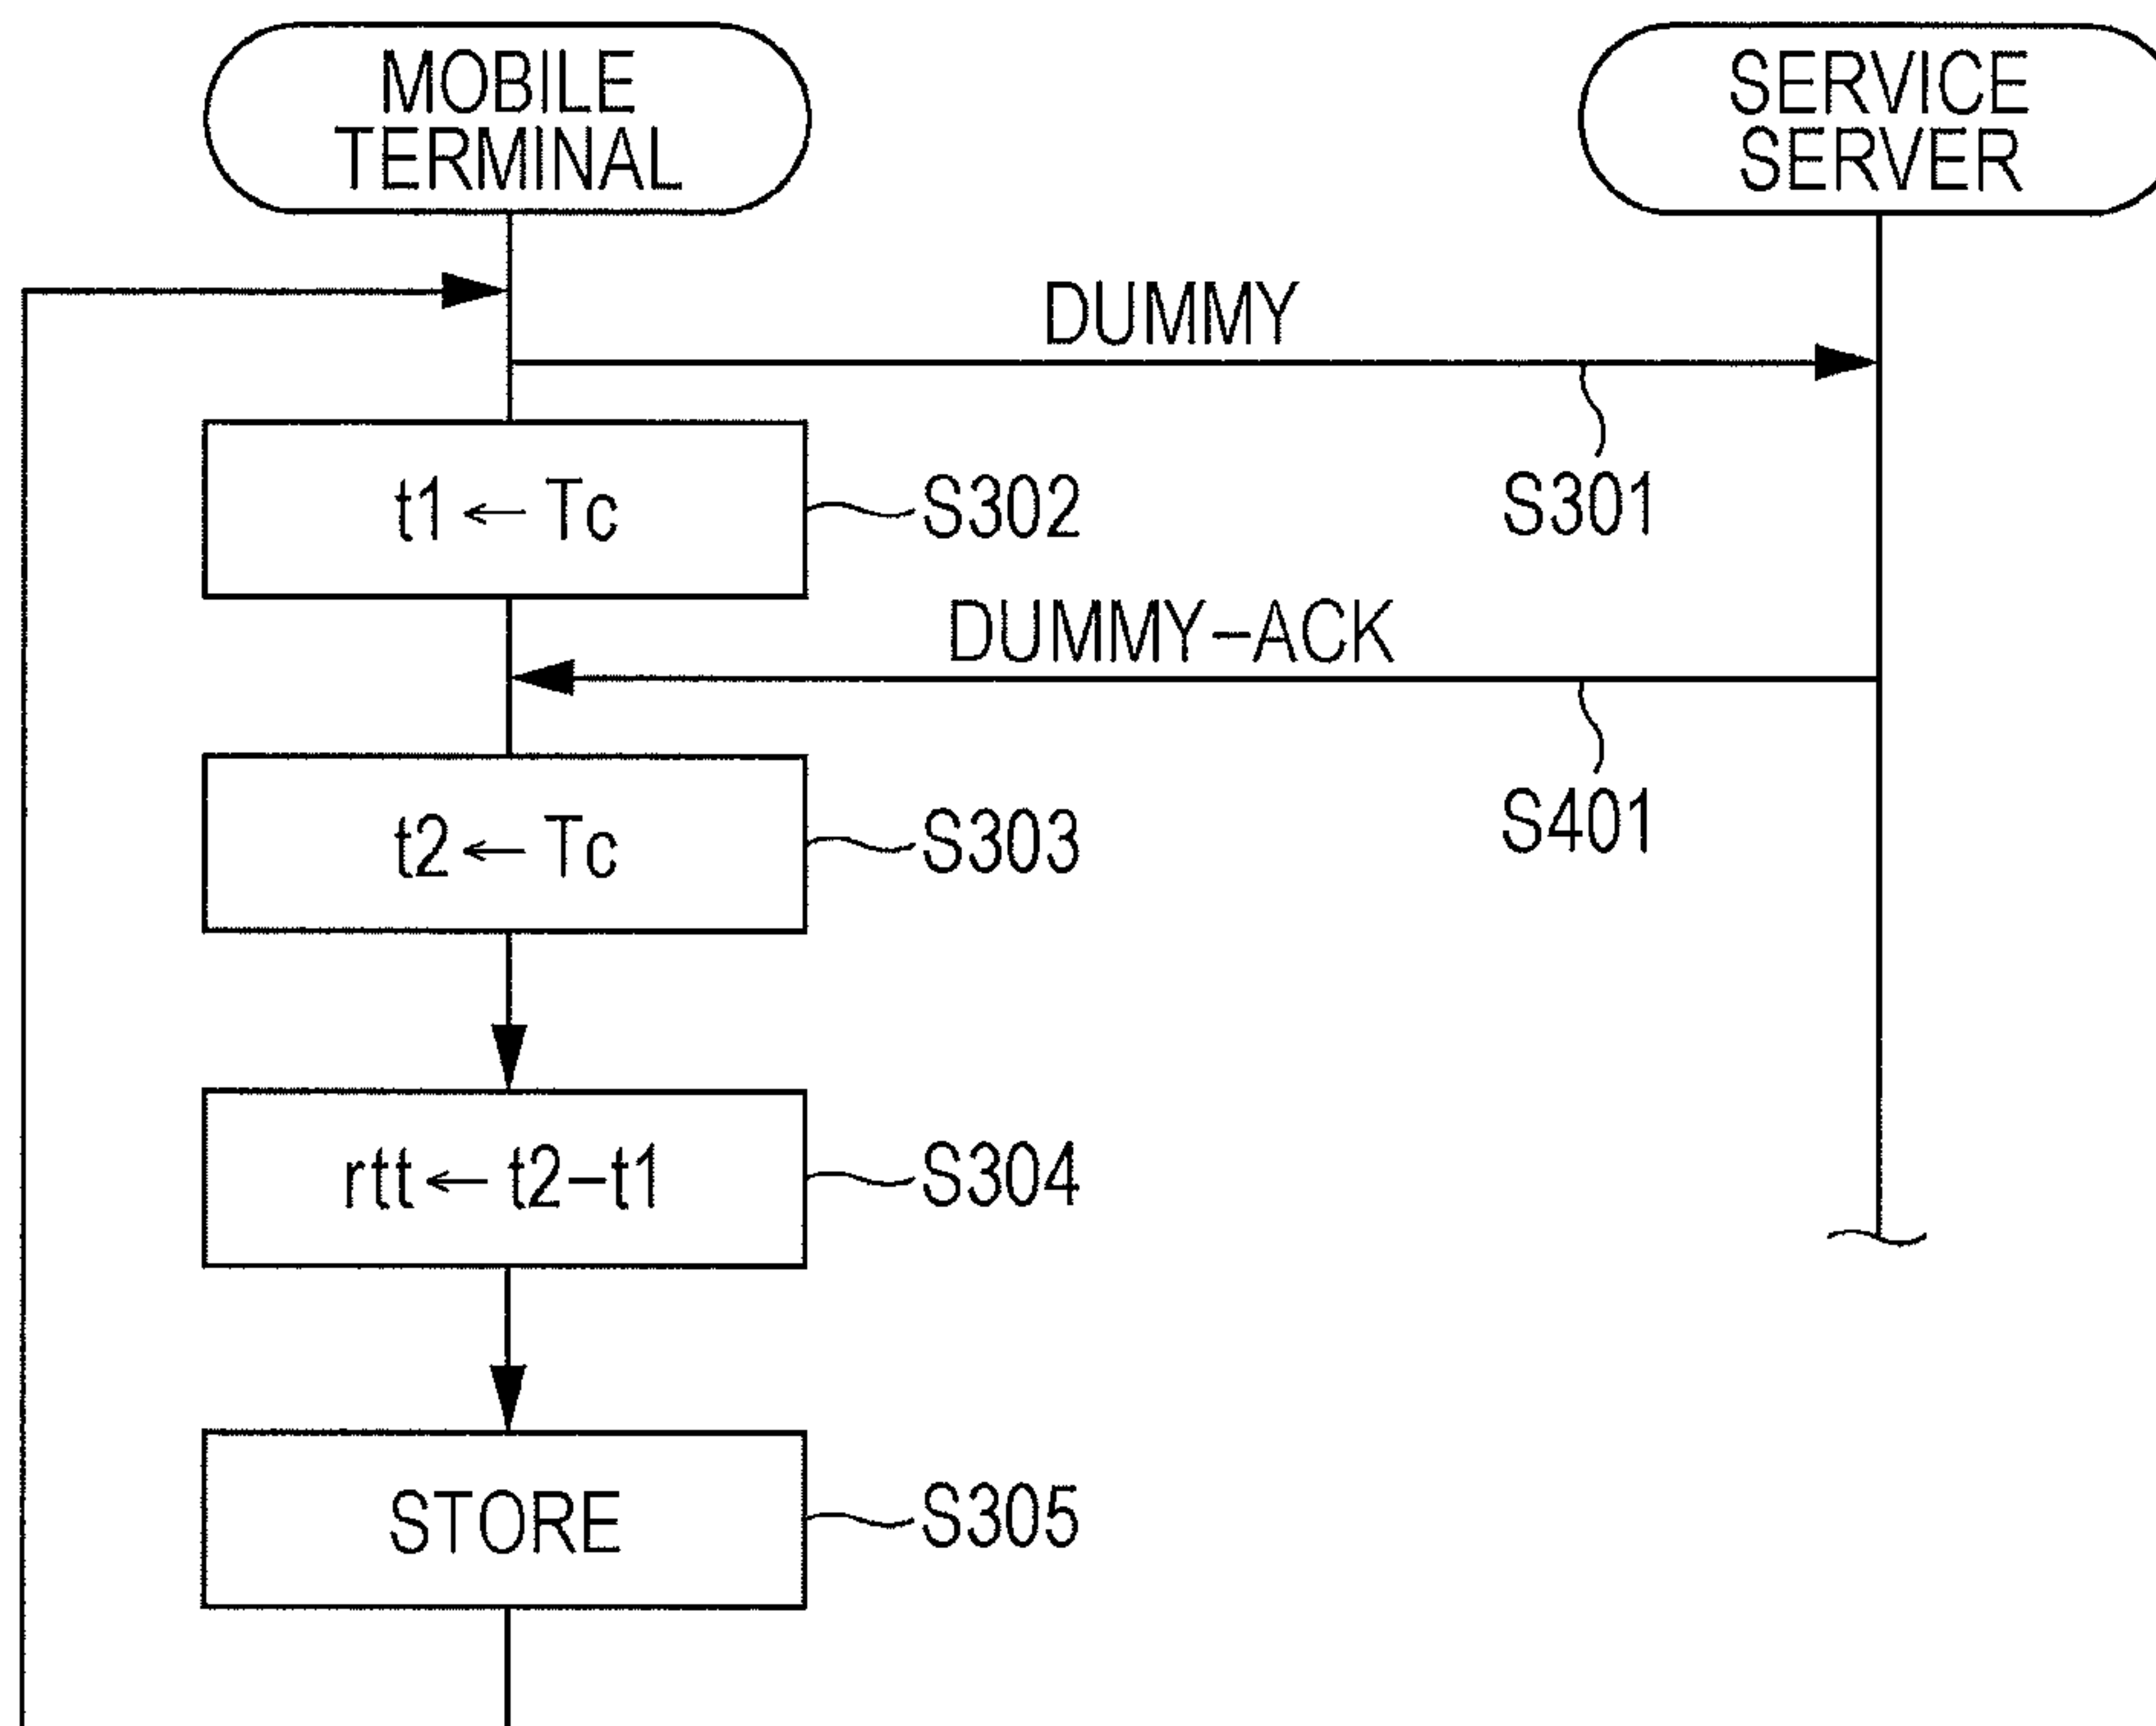 MOBILE
TERMINAL
SERVICE
SERVER
DUMMY
S301
t1 ← Tc
S302
DUMMY-ACK
S401
t2 ← Tc
S303
rtt ← t2-t1
S304
STORE
S305